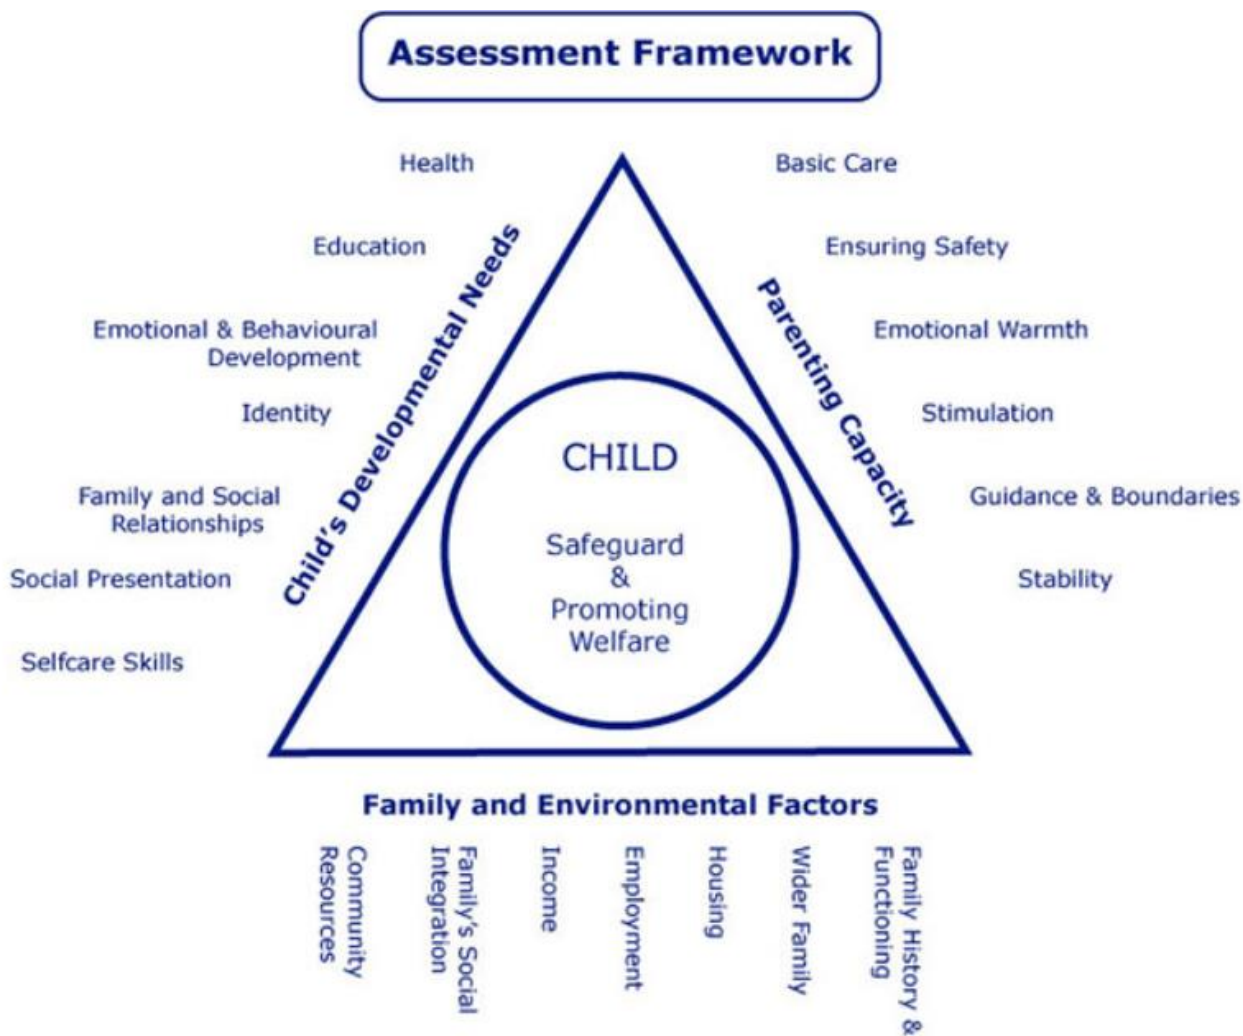 Assessment Framework
Health
Education
Emotional & Behavioural
Development
Identity
Family and Social
Relationships
Social Presentation
Selfcare Skills
Child's Developmental Needs
CHILD
Safeguard
&
Promoting
Welfare
Parenting Capacity
Basic Care
Ensuring Safety
Emotional Warmth
Stimulation
Guidance & Boundaries
Stability
Family and Environmental Factors
Community
Resources
Family's Social
Integration
Income
Employment
Housing
Wider Family
Family History &
Functioning